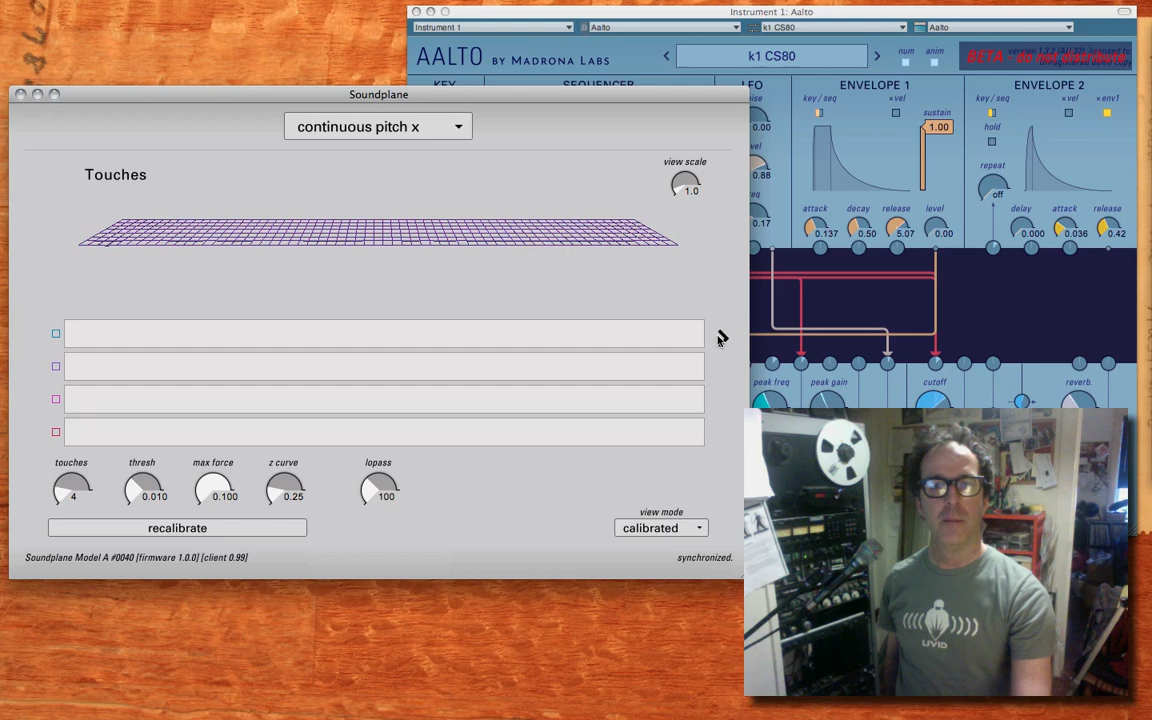 Instrument 1: Aalto
Instrument 1
Aalto
k1 CS80
Aalto
AALTO BY MADRONA LABS
k1 CS80
num
anim
BETA - do not distribute
KEY
SEQUENCER
LFO
ENVELOPE 1
ENVELOPE 2
key / seq
×vel
key / seq
×vel
×env1
sustain
1.00
hold
repeat
off
0.00
0.88
0.17
attack
decay
release
level
delay
attack
release
0.137
0.50
5.07
0.00
0.000
0.036
0.42
peak freq
peak gain
cutoff
reverb.
Soundplane
continuous pitch x
Touches
view scale
1.0
touches
thresh
max force
z curve
lopass
4
0.010
0.100
0.25
100
recalibrate
view mode
calibrated
Soundplane Model A #0040 [firmware 1.0.0] [client 0.99]
synchronized.
LIVID